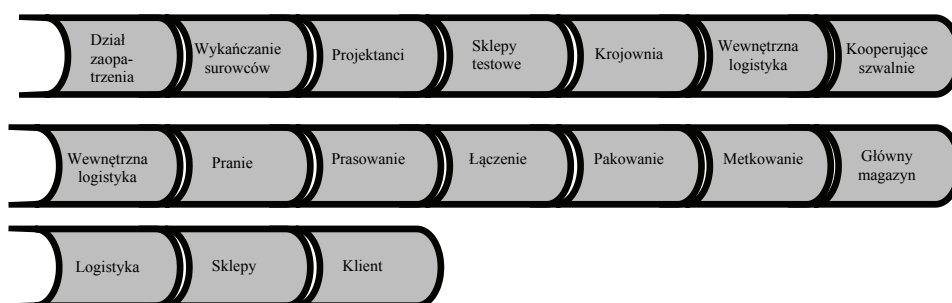 Dział
zaopa-
trzenia
Wykańczanie
surowców
Projektanci
Sklepy
testowe
Krojownia
Wewnętrzna
logistyka
Kooperujące
szwalnie
Wewnętrzna
logistyka
Pranie
Prasowanie
Łączenie
Pakowanie
Metkowanie
Główny
magazyn
Logistyka
Sklepy
Klient